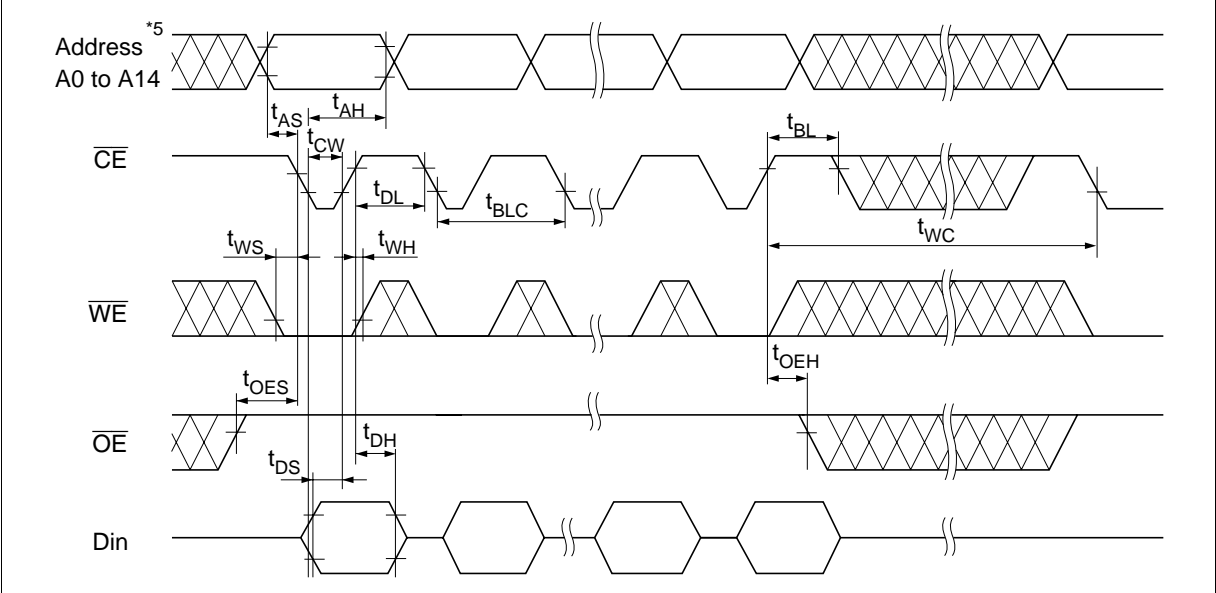 Address *5
A0 to A14
tAS
tAH
tCW
tBL
CE
tDL
tBLC
tWC
tWS
tWH
WE
tOEH
tOES
OE
tDH
tDS
Din